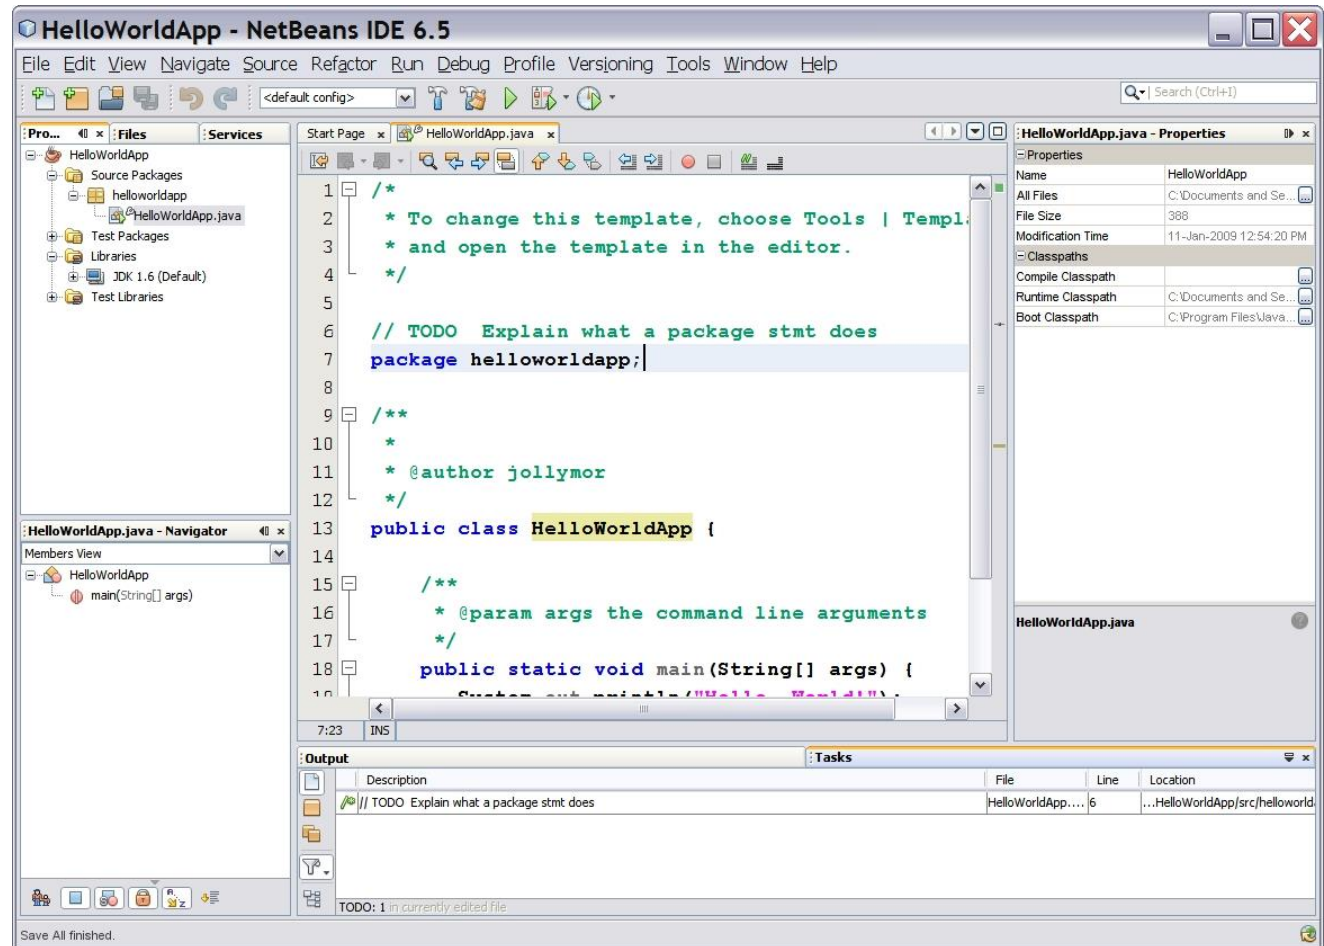 HelloWorldApp - NetBeans IDE 6.5
File Edit View Navigate Source Refactor Run Debug Profile Versioning Tools Window Help
<default config>
Search (Ctrl+I)
Pro... Files Services
HelloWorldApp
Source Packages
helloworldapp
HelloWorldApp.java
Test Packages
Libraries
JDK 1.6 (Default)
Test Libraries
HelloWorldApp.java - Navigator
Members View
HelloWorldApp
main(String[] args)
Start Page HelloWorldApp.java
1 /*
2 * To change this template, choose Tools | Templa
3 * and open the template in the editor.
4 */
5
6 // TODO  Explain what a package stmt does
7 package helloworldapp;
8
9 /**
10 *
11 * @author jollymor
12 */
13 public class HelloWorldApp {
14
15 /**
16 * @param args the command line arguments
17 */
18 public static void main(String[] args) {
19 System.out.println("Hello, World!");
7:23 INS
HelloWorldApp.java - Properties
Properties
Name HelloWorldApp
All Files C:\Documents and Se... ...
File Size 388
Modification Time 11-Jan-2009 12:54:20 PM
Classpaths
Compile Classpath ...
Runtime Classpath C:\Documents and Se... ...
Boot Classpath C:\Program Files\Java... ...
HelloWorldApp.java
Output Tasks
Description File Line Location
// TODO  Explain what a package stmt does HelloWorldApp.... 6 ...HelloWorldApp/src/helloworlda
TODO: 1 in currently edited file
Save All finished.